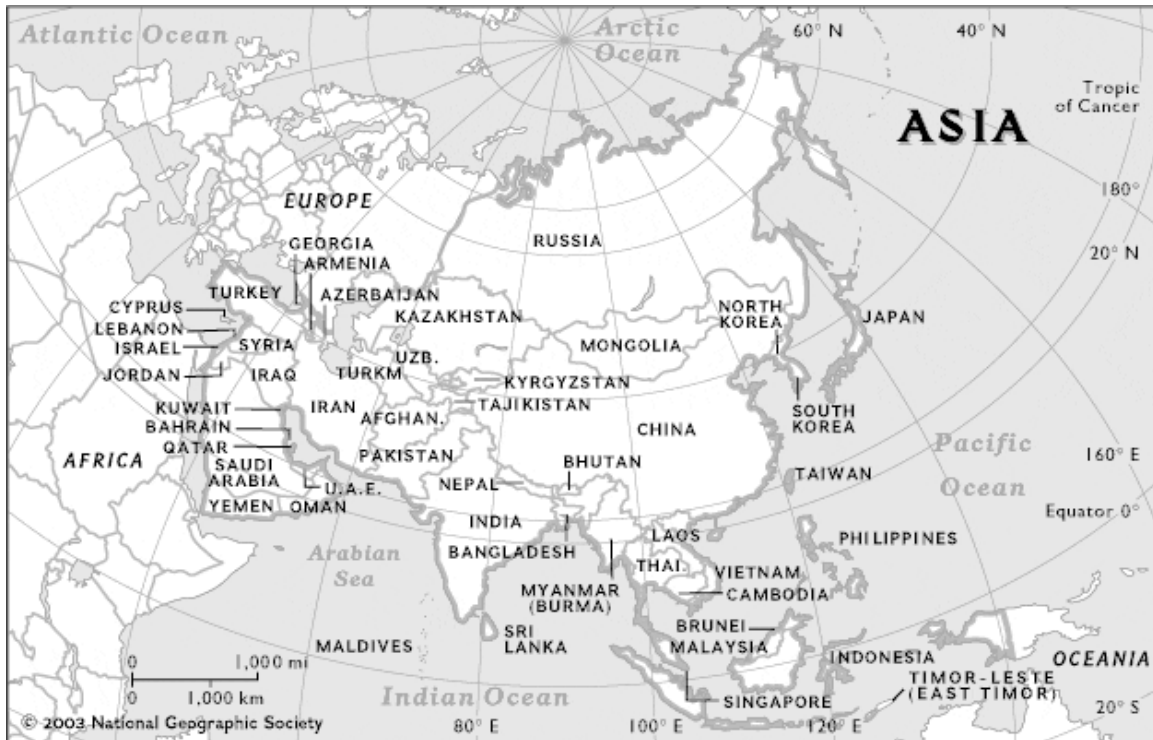 Atlantic Ocean
Arctic
Ocean
60° N
40° N
Tropic
of Cancer
ASIA
180°
20° N
EUROPE
GEORGIA
ARMENIA
RUSSIA
TURKEY
AZERBAIJAN
CYPRUS
KAZAKHSTAN
NORTH
KOREA
JAPAN
LEBANON
ISRAEL
SYRIA
UZB.
MONGOLIA
JORDAN
IRAQ
TURKM
KYRGYZSTAN
KUWAIT
IRAN
AFGHAN.
TAJIKISTAN
SOUTH
KOREA
BAHRAIN
CHINA
QATAR
AFRICA
PAKISTAN
BHUTAN
Pacific
Ocean
160° E
SAUDI
ARABIA
U.A.E.
NEPAL
TAIWAN
YEMEN
OMAN
INDIA
Equator 0°
Arabian
Sea
BANGLADESH
LAOS
PHILIPPINES
THAI.
MYANMAR
(BURMA)
VIETNAM
CAMBODIA
MALDIVES
SRI
LANKA
BRUNEI
MALAYSIA
INDONESIA
OCEANIA
0 1,000 mi
0 1,000 km
Indian Ocean
SINGAPORE
TIMOR-LESTE
(EAST TIMOR)
20° S
© 2003 National Geographic Society
80° E
100° E
120° E